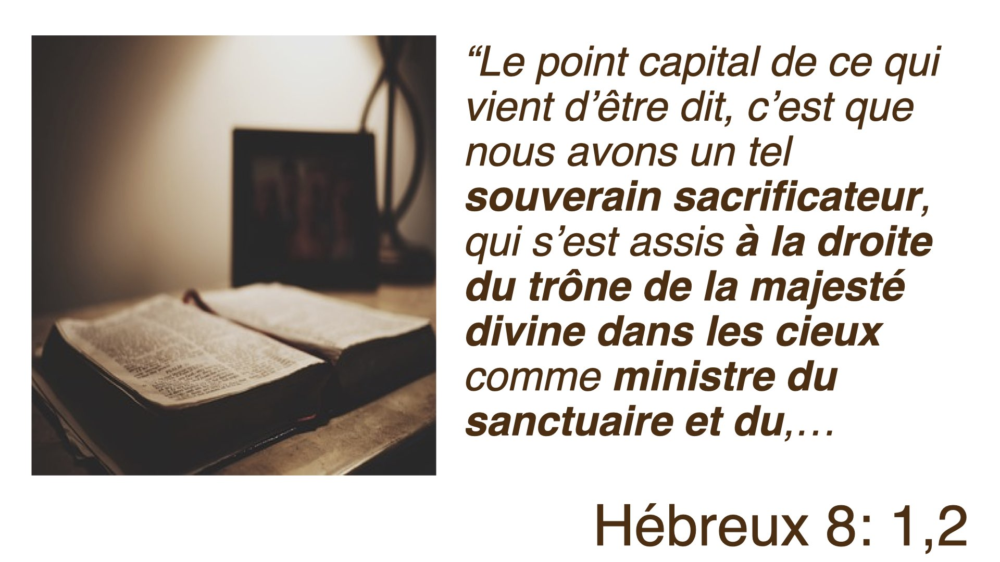 “Le point capital de ce qui
vient d’être dit, c’est que
nous avons un tel
souverain sacrificateur,
qui s’est assis à la droite
du trône de la majesté
divine dans les cieux
comme ministre du
sanctuaire et du,…
Hébreux 8: 1,2